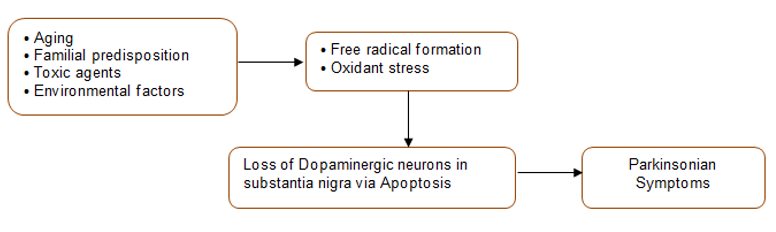 • Aging
• Familial predisposition
• Toxic agents
• Environmental factors
• Free radical formation
• Oxidant stress
Loss of Dopaminergic neurons in
substantia nigra via Apoptosis
Parkinsonian
Symptoms